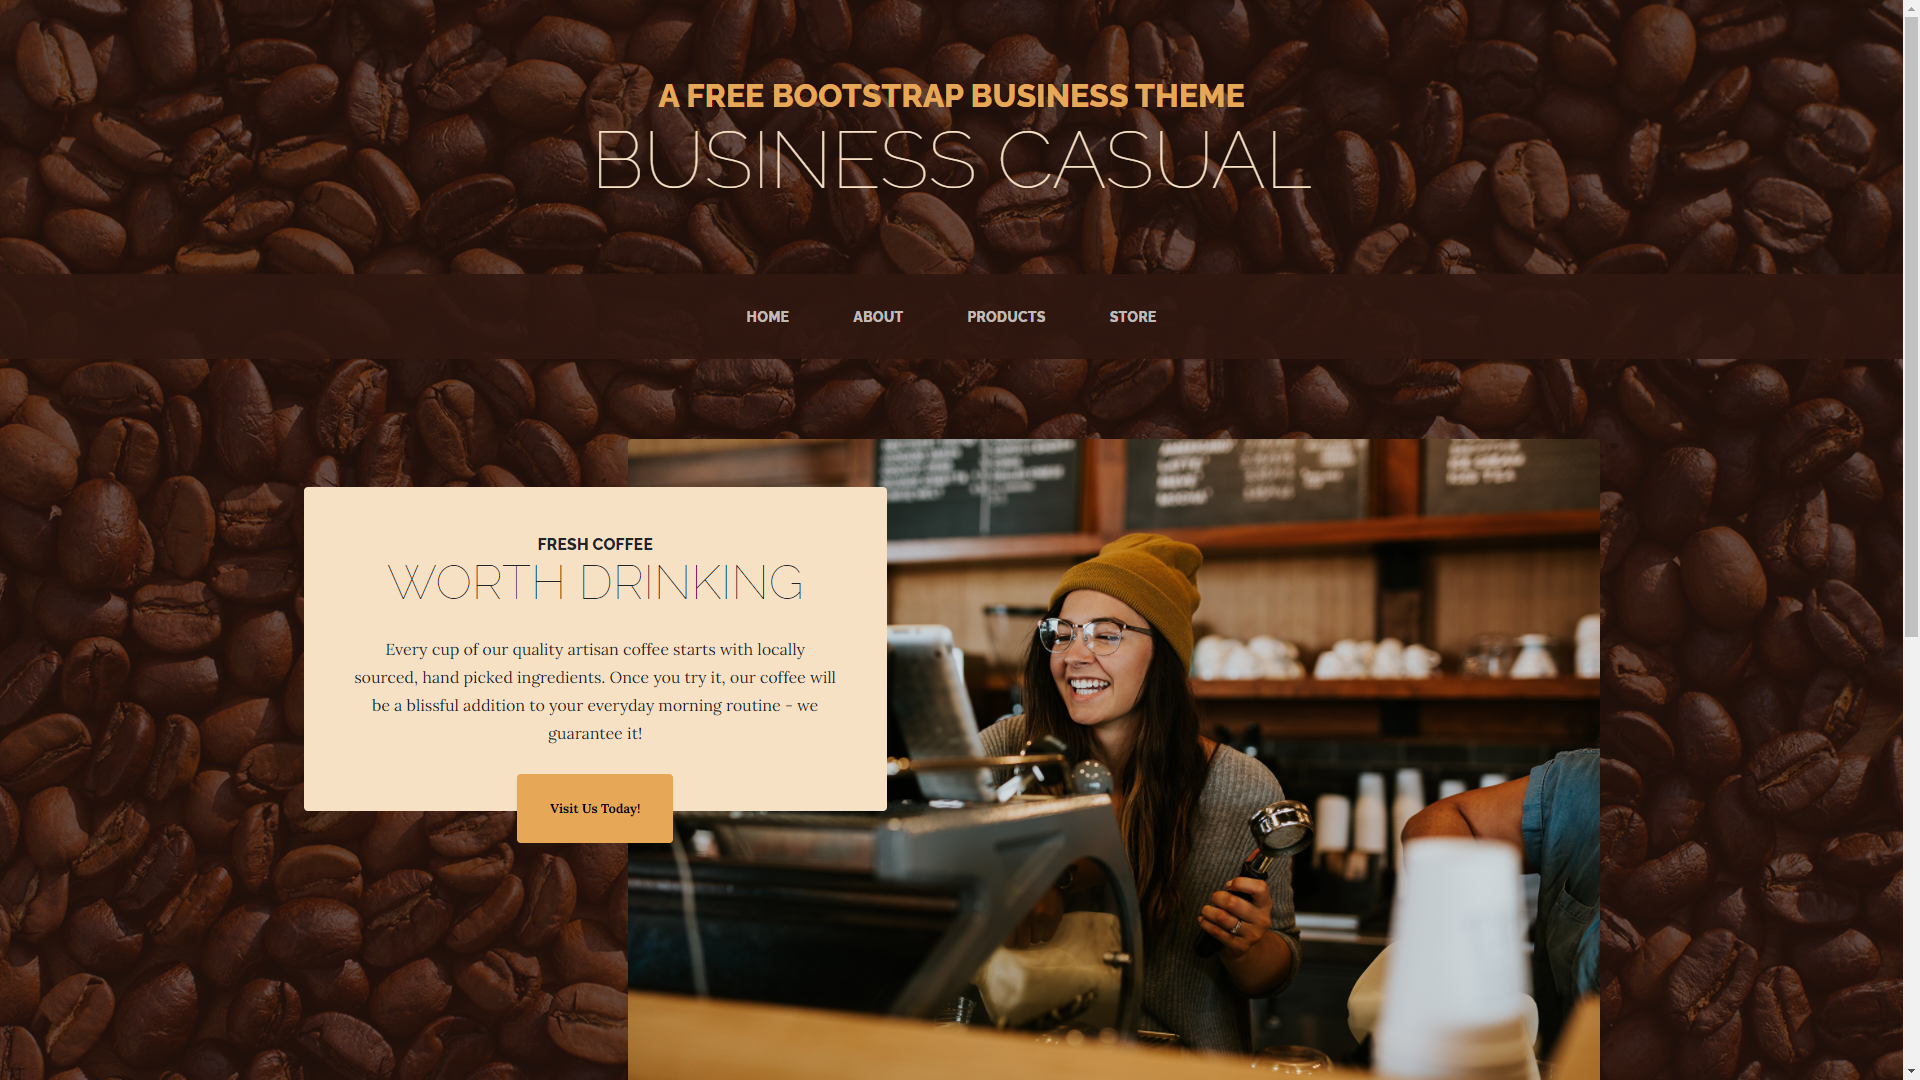 A FREE BOOTSTRAP BUSINESS THEME
BUSINESS CASUAL
HOME
ABOUT
PRODUCTS
STORE
FRESH COFFEE
WORTH DRINKING
Every cup of our quality artisan coffee starts with locally
sourced, hand picked ingredients. Once you try it, our coffee will
be a blissful addition to your everyday morning routine - we
guarantee it!
Visit Us Today!